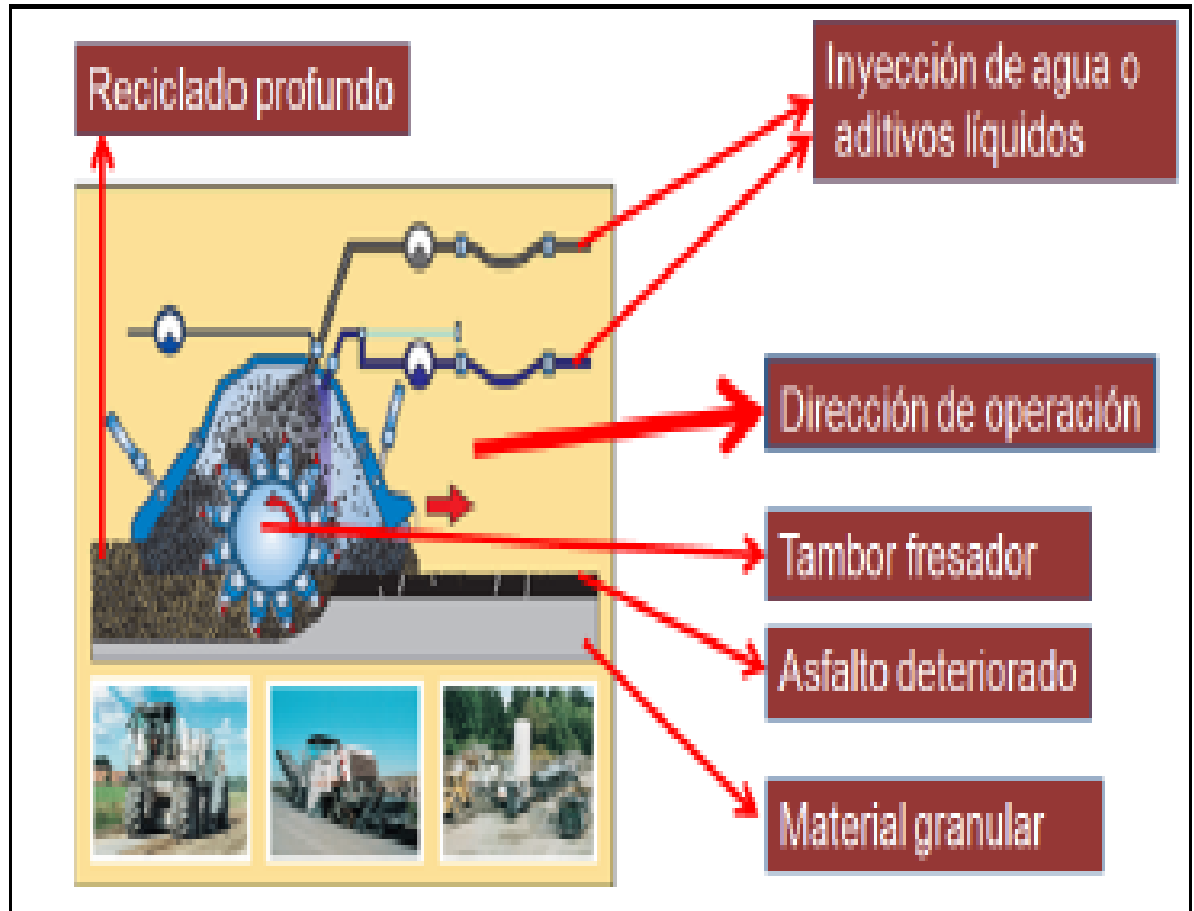 Reciclado profundo
Inyección de agua o
aditivos líquidos
Dirección de operación
Tambor fresador
Asfalto deteriorado
Material granular